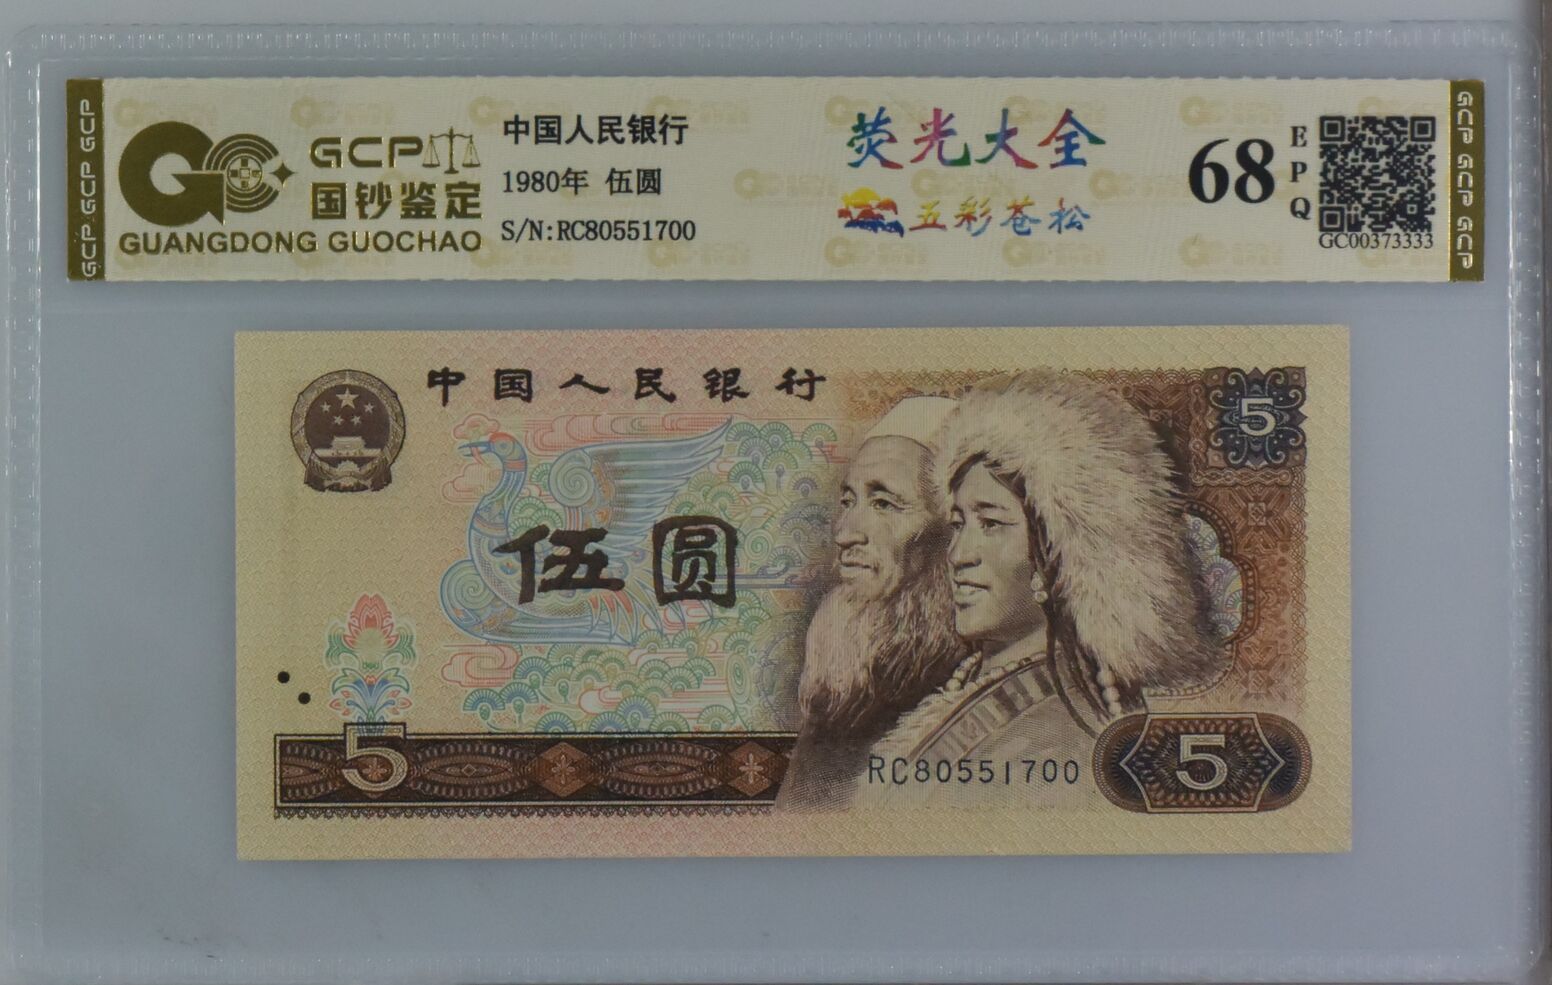 GCP GCP GCP
GCP
国钞鉴定
GUANGDONG GUOCHAO
中国人民银行
1980年 伍圆
S/N:RC80551700
荧光大全
五彩苍松
68
EPQ
GC00373333
GCP GCP GCP
中国人民银行
5
伍圆
5
RC80551700
5